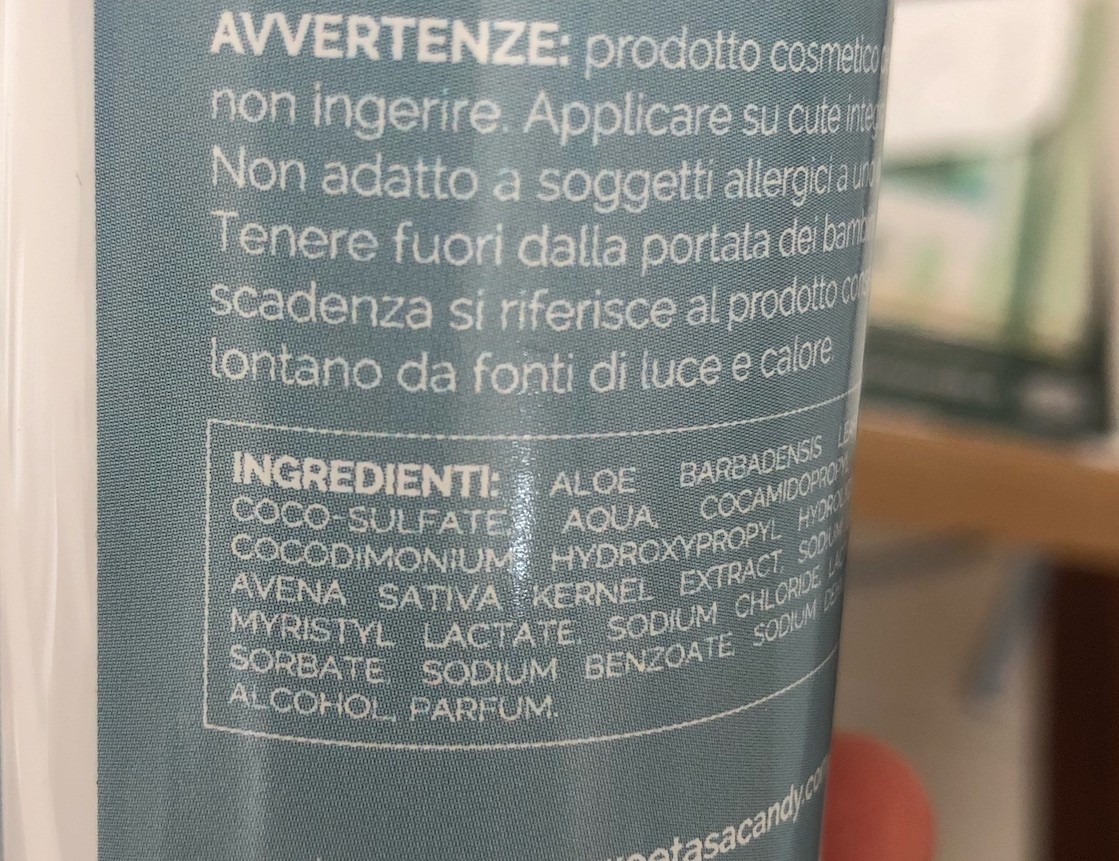 AVVERTENZE: prodotto cosmetico
non ingerire. Applicare su cute
Non adatto a soggetti allergici a
Tenere fuori dalla portata dei
scadenza si riferisce al prodotto
lontano da fonti di luce e calore.
INGREDIENTI: ALOE BARBADENSIS
COCO-SULFATE, AQUA, COCAMIDOPROPYL
COCODIMONIUM HYDROXYPROPYL
AVENA SATIVA KERNEL EXTRACT, SODIUM
MYRISTYL LACTATE, SODIUM CHLORIDE,
SORBATE SODIUM BENZOATE, SODIUM
ALCOHOL, PARFUM.